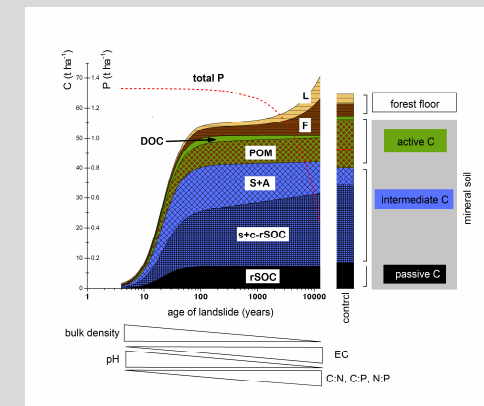 C (t ha⁻¹)
P (t ha⁻¹)
70 1.4
60 1.2
50 1.0
40 0.8
30 0.6
20 0.4
10 0.2
0
total P
L
F
DOC
POM
S+A
s+c-rSOC
rSOC
1 10 100 1000 10000
age of landslide (years)
control
forest floor
active C
intermediate C
passive C
mineral soil
bulk density
pH
EC
C:N, C:P, N:P